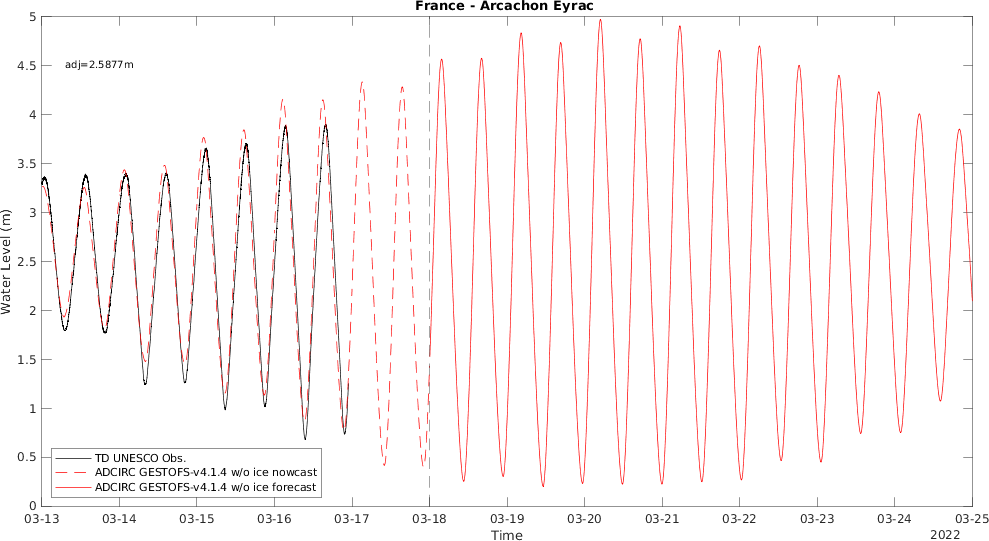 France - Arcachon Eyrac
adj=2.5877m
Water Level (m)
5
4.5
4
3.5
3
2.5
2
1.5
1
0.5
0
TD UNESCO Obs.
ADCIRC GESTOFS-v4.1.4 w/o ice nowcast
ADCIRC GESTOFS-v4.1.4 w/o ice forecast
03-13 03-14 03-15 03-16 03-17 03-18 03-19 03-20 03-21 03-22 03-23 03-24 03-25
Time
2022